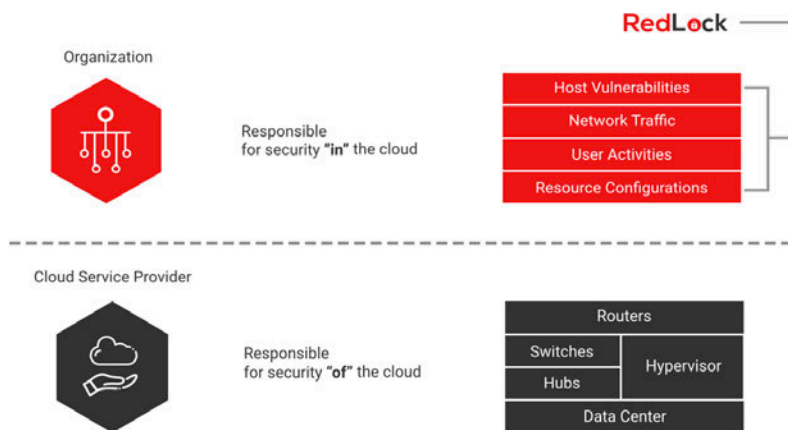 RedLock
Organization
Responsible
for security "in" the cloud
Host Vulnerabilities
Network Traffic
User Activities
Resource Configurations
Cloud Service Provider
Responsible
for security "of" the cloud
Routers
Switches
Hubs
Hypervisor
Data Center